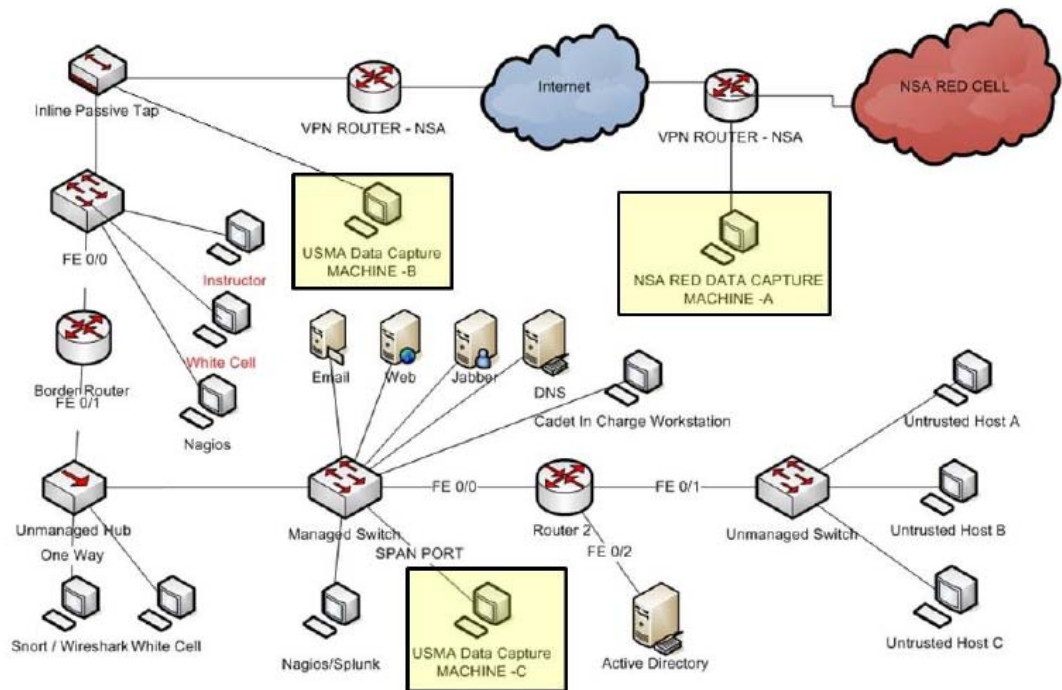 Inline Passive Tap
VPN ROUTER - NSA
Internet
VPN ROUTER - NSA
NSA RED CELL
FE 0/0
Instructor
USMA Data Capture
MACHINE -B
NSA RED DATA CAPTURE
MACHINE -A
White Cell
Border Router
FE 0/1
Nagios
Email
Web
Jabber
DNS
Cadet In Charge Workstation
Untrusted Host A
Unmanaged Hub
One Way
Managed Switch
FE 0/0
Router 2
FE 0/1
Unmanaged Switch
Untrusted Host B
SPAN PORT
FE 0/2
Snort / Wireshark
White Cell
Nagios/Splunk
USMA Data Capture
MACHINE -C
Active Directory
Untrusted Host C